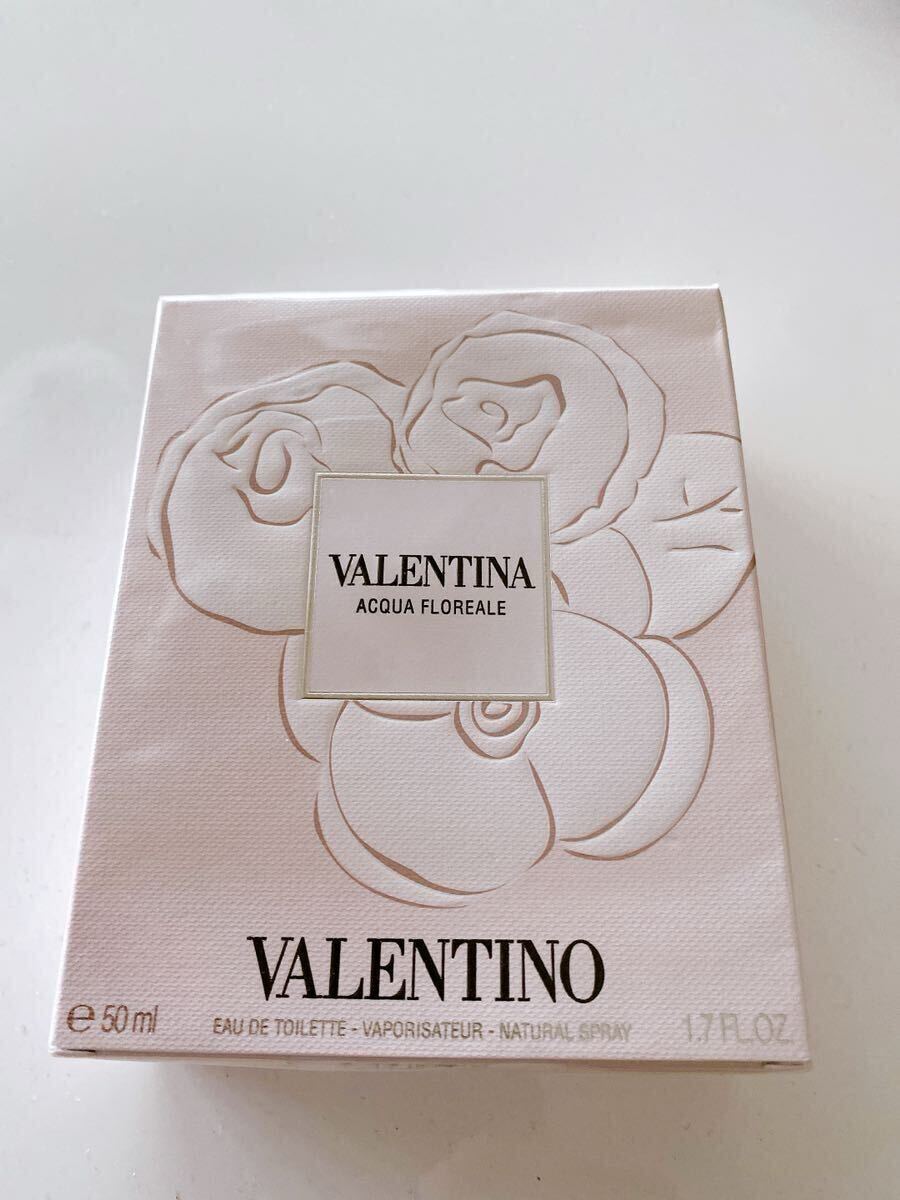 VALENTINA
ACQUA FLOREALE
VALENTINO
℮ 50 ml EAU DE TOILETTE - VAPORISATEUR - NATURAL SPRAY 1.7 FL.OZ.